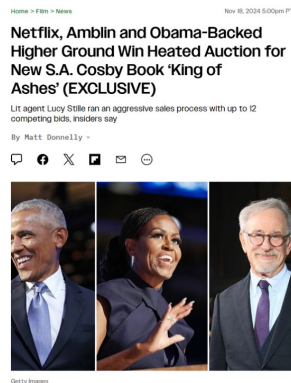 Home > Film > News
Nov 18, 2024 5:00pm PT
Netflix, Amblin and Obama-Backed
Higher Ground Win Heated Auction for
New S.A. Cosby Book ‘King of
Ashes’ (EXCLUSIVE)
Lit agent Lucy Stille ran an aggressive sales process with up to 12
competing bids, insiders say
By Matt Donnelly
Getty Images